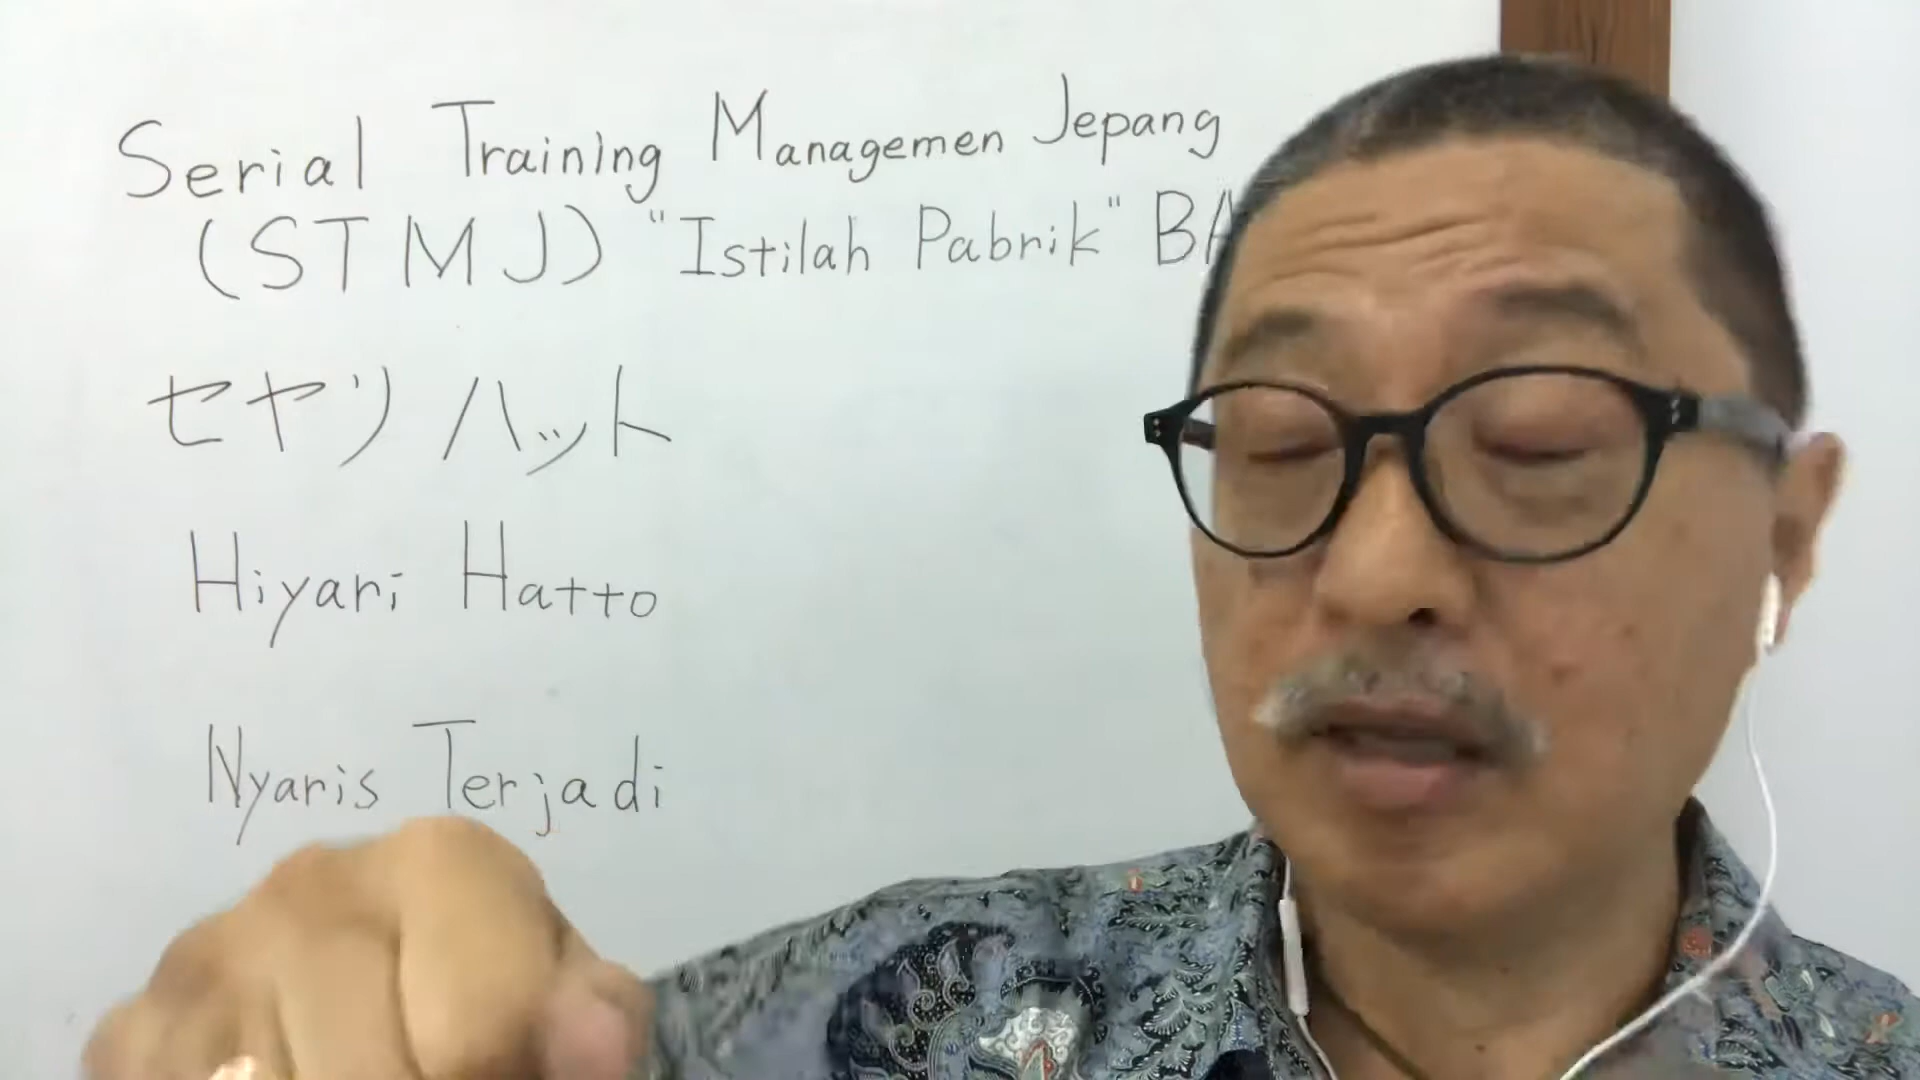 Serial Training Managemen Jepang
(STMJ) "Istilah Pabrik"
セヤリハット
Hiyari Hatto
Nyaris Terjadi